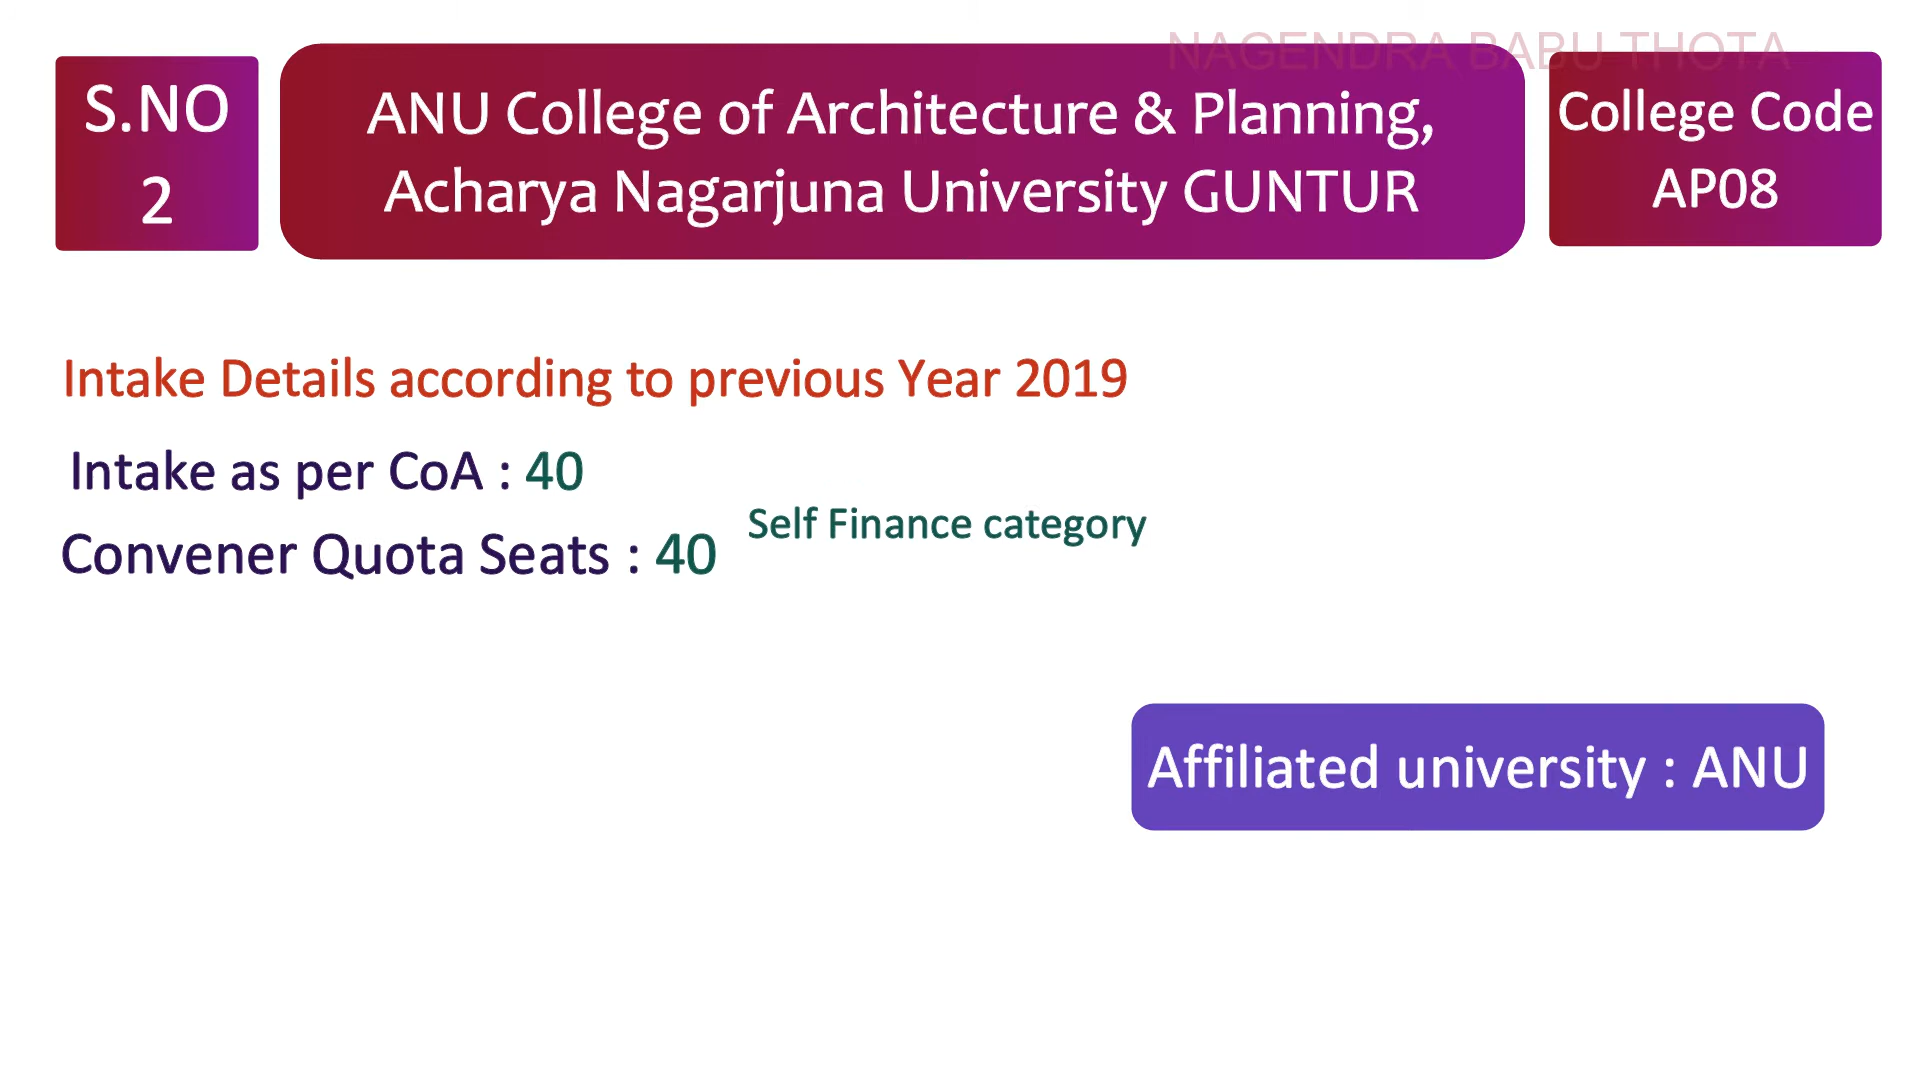 NAGENDRA BABU THOTA
S.NO
2
ANU College of Architecture & Planning,
Acharya Nagarjuna University GUNTUR
College Code
AP08
Intake Details according to previous Year 2019
Intake as per CoA : 40
Self Finance category
Convener Quota Seats : 40
Affiliated university : ANU